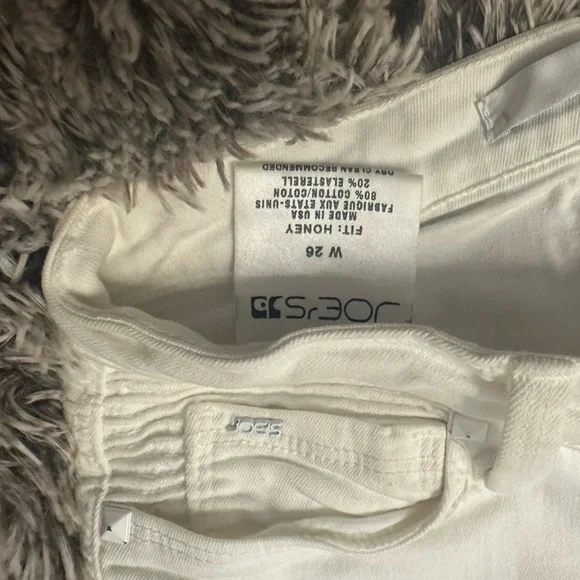 JOE'S
W 26
FIT: HONEY
MADE IN USA
FABRIQUE AUX ETATS-UNIS
80% COTTON/COTON
20% ELASTERELL
DRY CLEAN RECOMMENDED
JOE'S